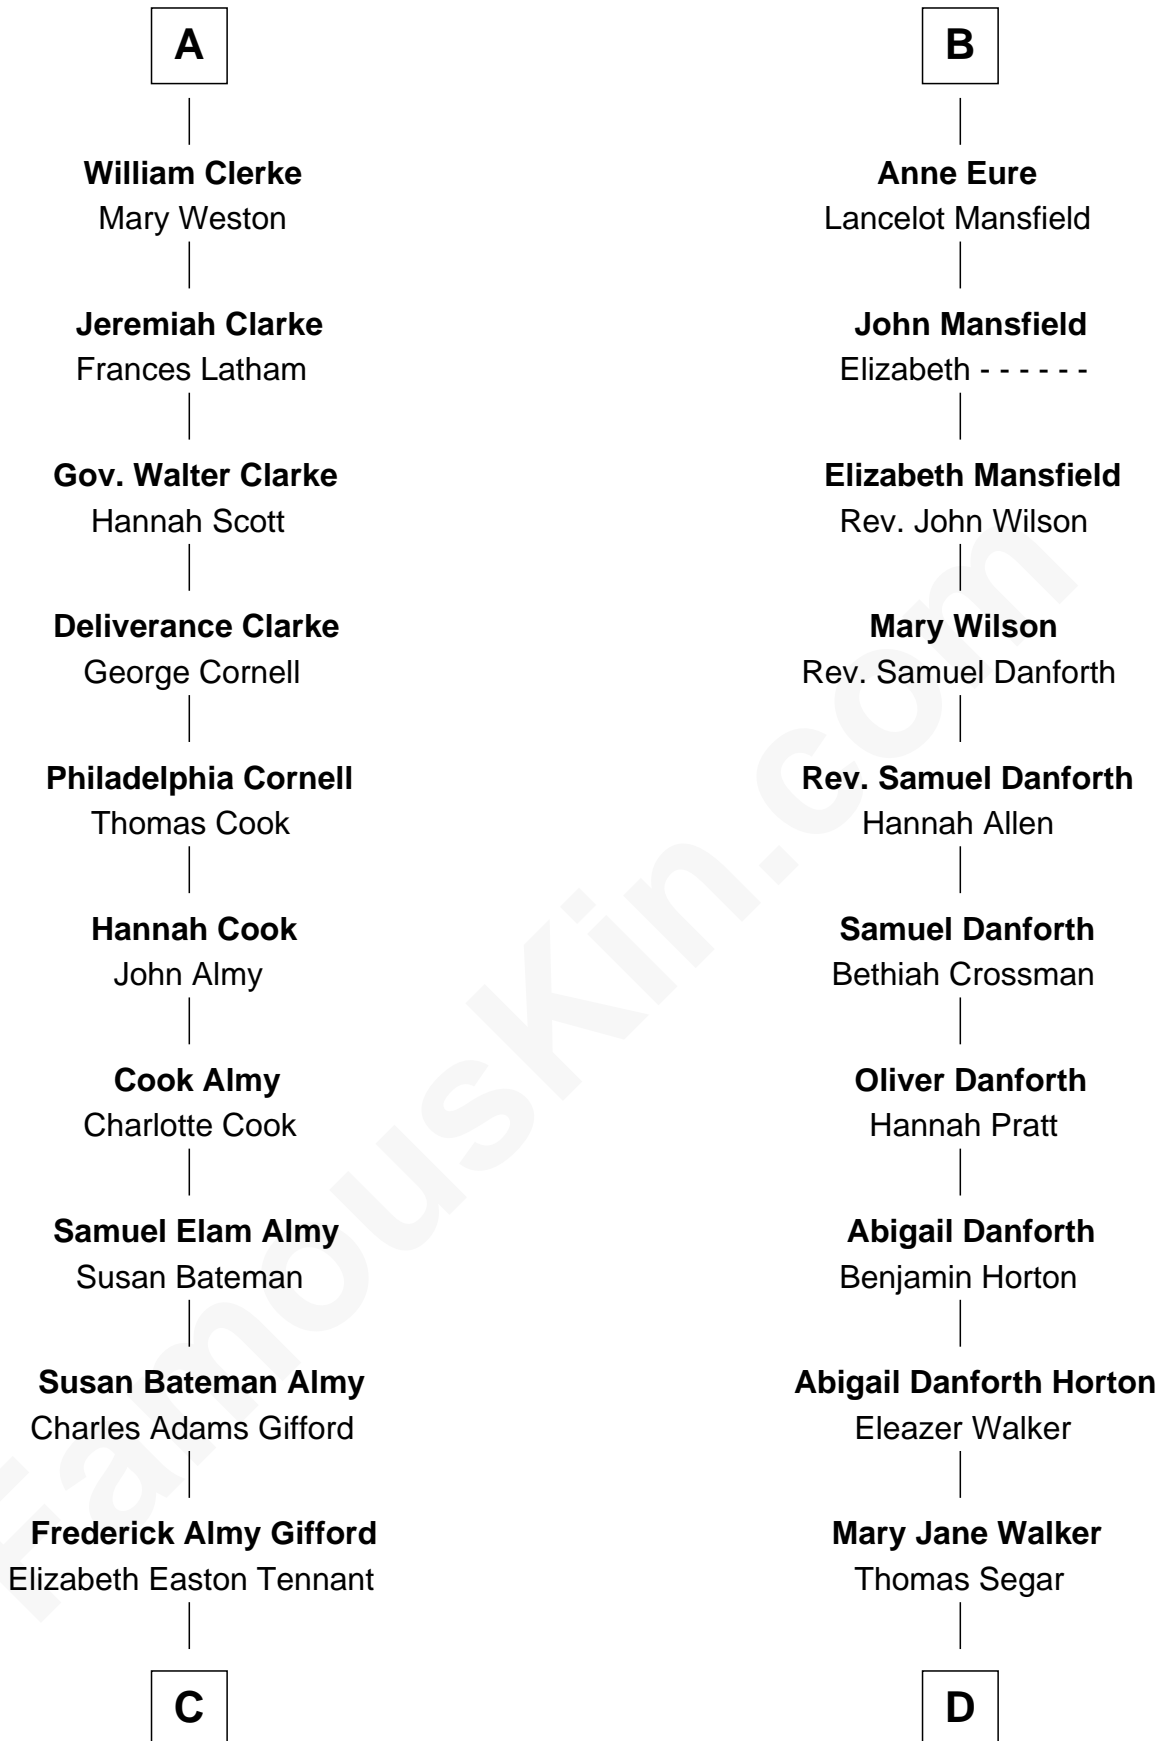 A
William Clerke
Mary Weston
Jeremiah Clarke
Frances Latham
Gov. Walter Clarke
Hannah Scott
Deliverance Clarke
George Cornell
Philadelphia Cornell
Thomas Cook
Hannah Cook
John Almy
Cook Almy
Charlotte Cook
Samuel Elam Almy
Susan Bateman
Susan Bateman Almy
Charles Adams Gifford
Frederick Almy Gifford
Elizabeth Easton Tennant
C
B
Anne Eure
Lancelot Mansfield
John Mansfield
Elizabeth - - - - - -
Elizabeth Mansfield
Rev. John Wilson
Mary Wilson
Rev. Samuel Danforth
Rev. Samuel Danforth
Hannah Allen
Samuel Danforth
Bethiah Crossman
Oliver Danforth
Hannah Pratt
Abigail Danforth
Benjamin Horton
Abigail Danforth Horton
Eleazer Walker
Mary Jane Walker
Thomas Segar
D
FamousKin.com